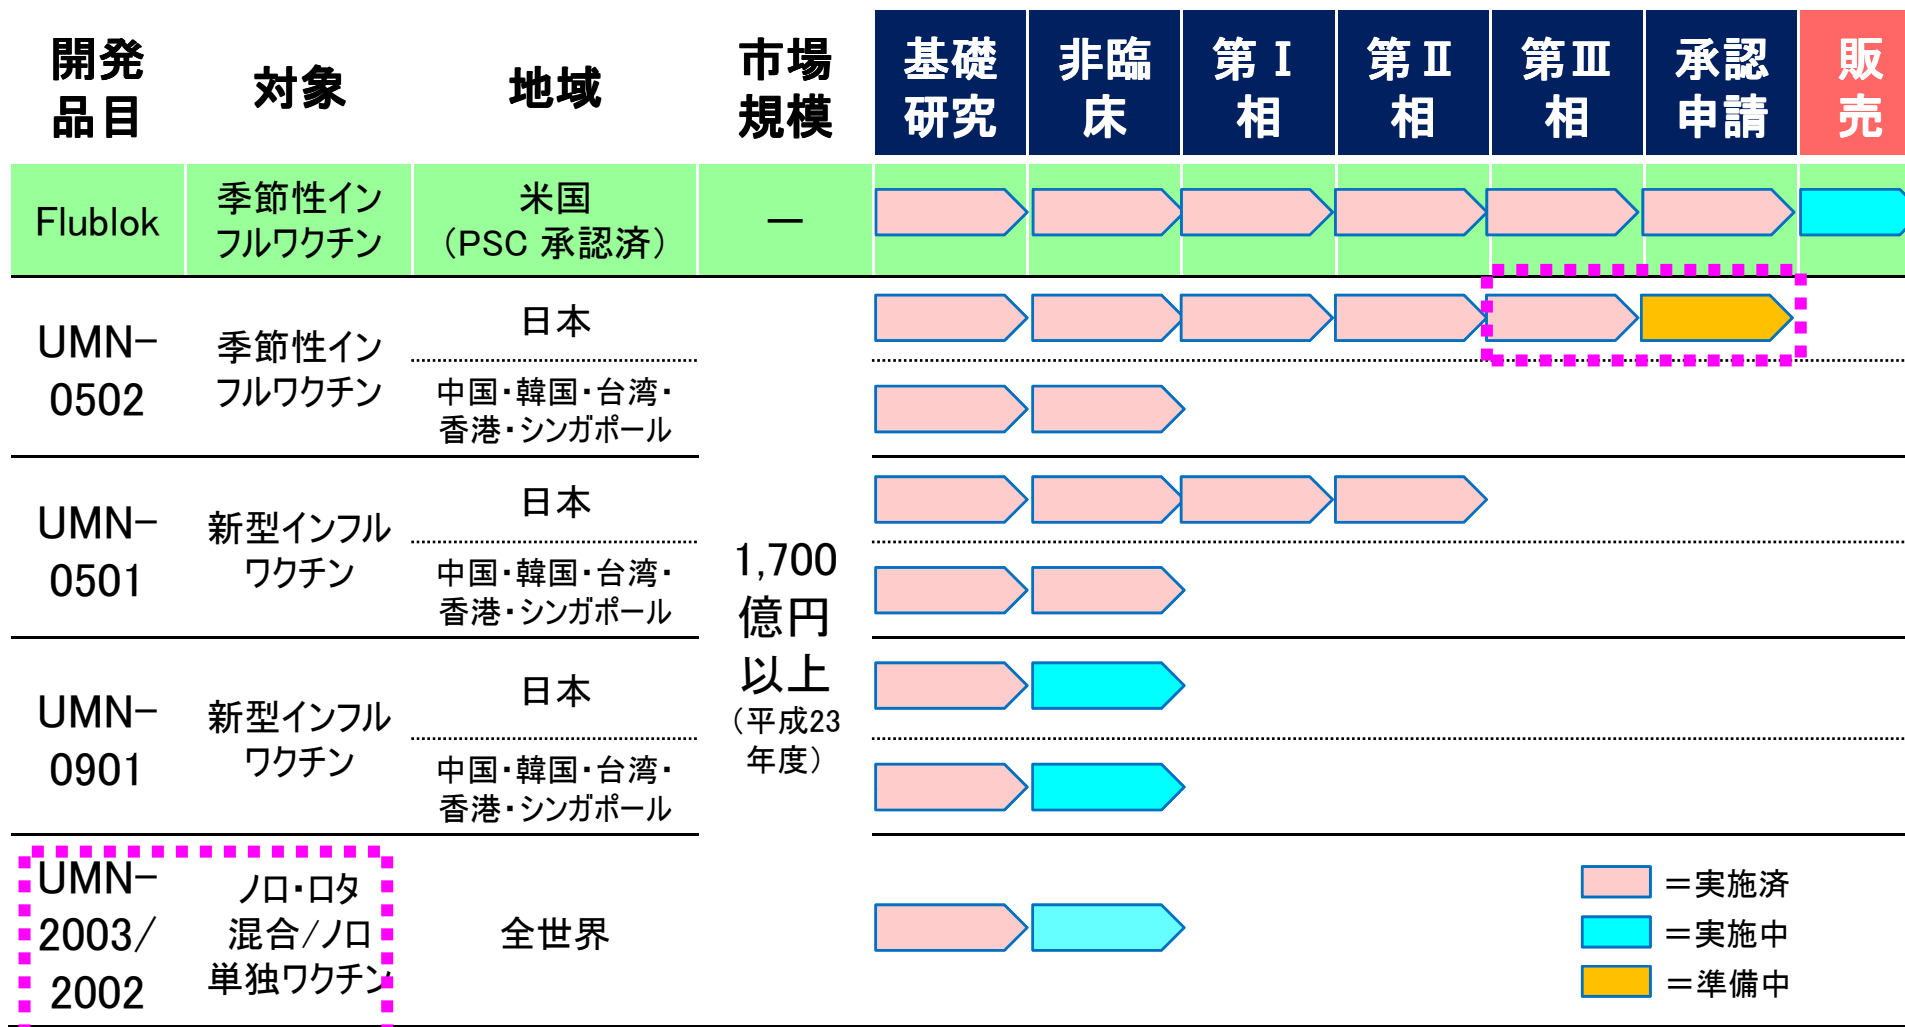 開発
品目
対象
地域
市場
規模
基礎
研究
非臨
床
第Ⅰ
相
第Ⅱ
相
第Ⅲ
相
承認
申請
販
売
Flublok
季節性イン
フルワクチン
米国
（PSC 承認済）
－
UMN-
0502
季節性イン
フルワクチン
日本
中国・韓国・台湾・
香港・シンガポール
UMN-
0501
新型インフル
ワクチン
日本
中国・韓国・台湾・
香港・シンガポール
1,700
億円
以上
（平成23
年度）
UMN-
0901
新型インフル
ワクチン
日本
中国・韓国・台湾・
香港・シンガポール
UMN-
2003/
2002
ノロ・ロタ
混合/ノロ
単独ワクチン
全世界
＝実施済
＝実施中
＝準備中